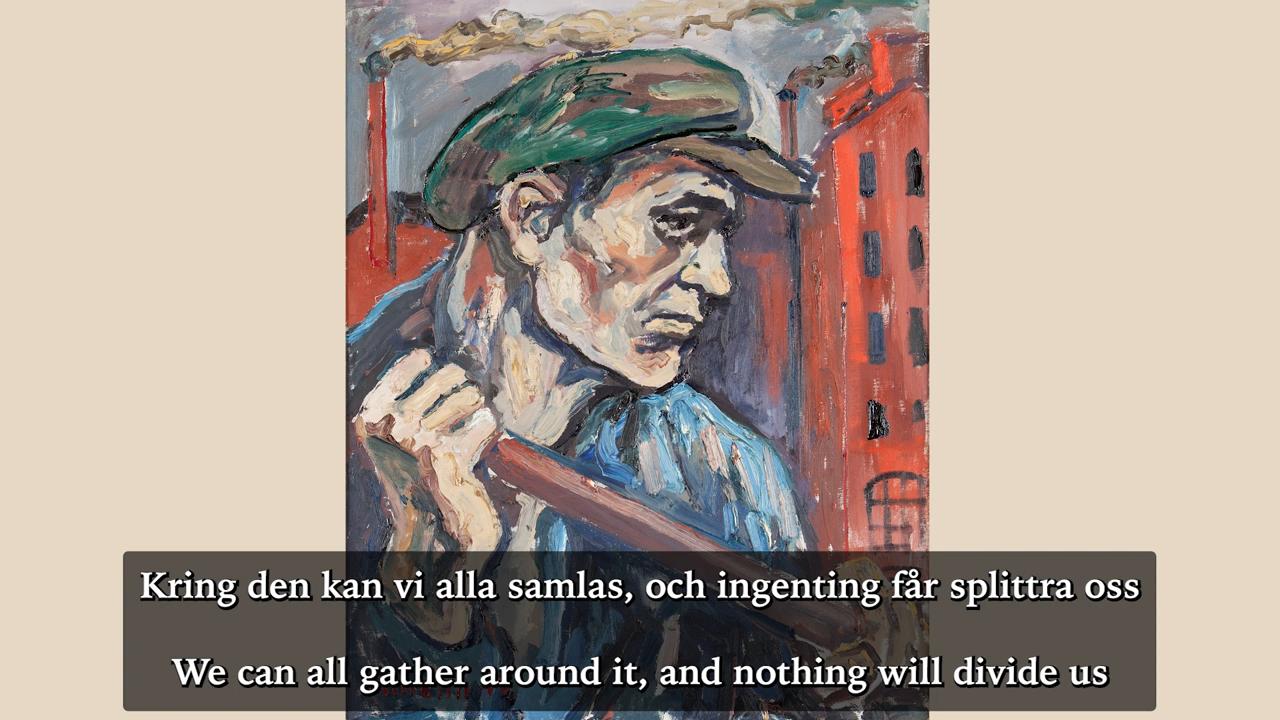 Kring den kan vi alla samlas, och ingenting får splittra oss
We can all gather around it, and nothing will divide us